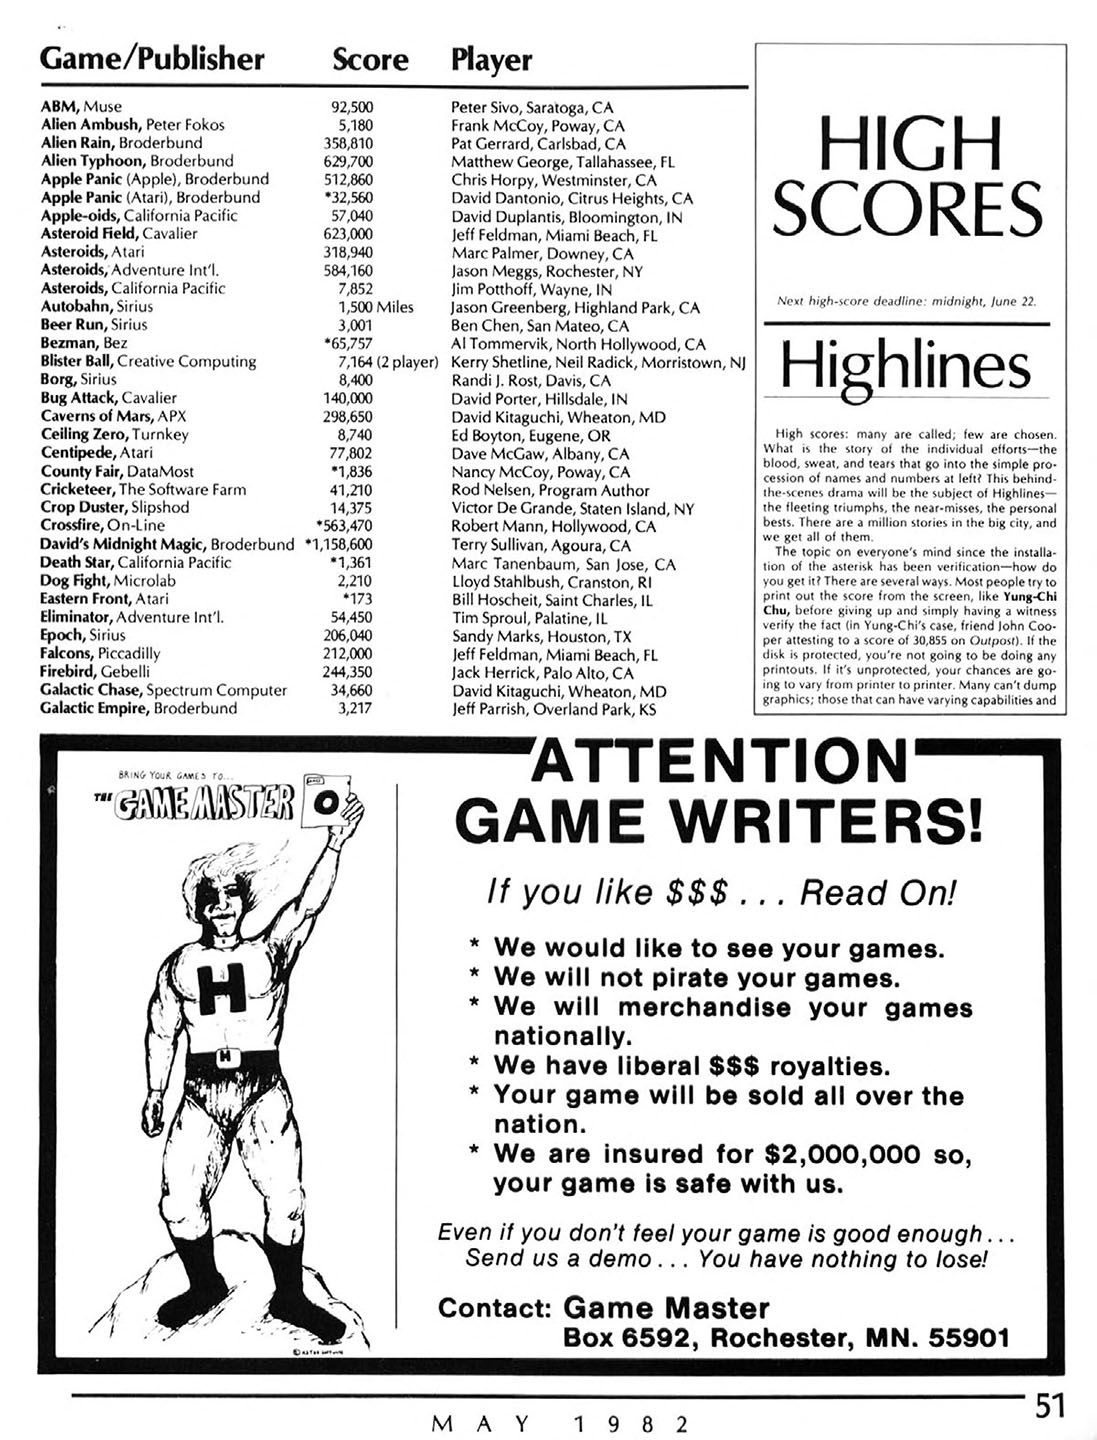 Game/Publisher Score Player
ABM, Muse 92,500 Peter Sivo, Saratoga, CA
Alien Ambush, Peter Fokos 5,180 Frank McCoy, Poway, CA
Alien Rain, Broderbund 358,810 Pat Gerrard, Carlsbad, CA
Alien Typhoon, Broderbund 629,700 Matthew George, Tallahassee, FL
Apple Panic (Apple), Broderbund 512,860 Chris Horpy, Westminster, CA
Apple Panic (Atari), Broderbund *32,560 David Dantonio, Citrus Heights, CA
Apple-oids, California Pacific 57,040 David Duplantis, Bloomington, IN
Asteroid Field, Cavalier 623,000 Jeff Feldman, Miami Beach, FL
Asteroids, Atari 318,940 Marc Palmer, Downey, CA
Asteroids, Adventure Int'l. 584,160 Jason Meggs, Rochester, NY
Asteroids, California Pacific 7,852 Jim Potthoff, Wayne, IN
Autobahn, Sirius 1,500 Miles Jason Greenberg, Highland Park, CA
Beer Run, Sirius 3,001 Ben Chen, San Mateo, CA
Bezman, Bez *65,757 Al Tommervik, North Hollywood, CA
Blister Ball, Creative Computing 7,164 (2 player) Kerry Shetline, Neil Radick, Morristown, NJ
Borg, Sirius 8,400 Randi J. Rost, Davis, CA
Bug Attack, Cavalier 140,000 David Porter, Hillsdale, IN
Caverns of Mars, APX 298,650 David Kitaguchi, Wheaton, MD
Ceiling Zero, Turnkey 8,740 Ed Boyton, Eugene, OR
Centipede, Atari 77,802 Dave McGaw, Albany, CA
County Fair, DataMost *1,836 Nancy McCoy, Poway, CA
Cricketeer, The Software Farm 41,210 Rod Nelsen, Program Author
Crop Duster, Slipshod 14,375 Victor De Grande, Staten Island, NY
Crossfire, On-Line *563,470 Robert Mann, Hollywood, CA
David's Midnight Magic, Broderbund *1,158,600 Terry Sullivan, Agoura, CA
Death Star, California Pacific *1,361 Marc Tanenbaum, San Jose, CA
Dog Fight, Microlab 2,210 Lloyd Stahlbush, Cranston, RI
Eastern Front, Atari *173 Bill Hoscheit, Saint Charles, IL
Eliminator, Adventure Int'l. 54,450 Tim Sproul, Palatine, IL
Epoch, Sirius 206,040 Sandy Marks, Houston, TX
Falcons, Piccadilly 212,000 Jeff Feldman, Miami Beach, FL
Firebird, Gebelli 244,350 Jack Herrick, Palo Alto, CA
Galactic Chase, Spectrum Computer 34,660 David Kitaguchi, Wheaton, MD
Galactic Empire, Broderbund 3,217 Jeff Parrish, Overland Park, KS
HIGH
SCORES
Next high-score deadline: midnight, June 22.
Highlines
High scores: many are called; few are chosen.
What is the story of the individual efforts—the
blood, sweat, and tears that go into the simple pro-
cession of names and numbers at left? This behind-
the-scenes drama will be the subject of Highlines—
the fleeting triumphs, the near-misses, the personal
bests. There are a million stories in the big city, and
we get all of them.
The topic on everyone's mind since the installa-
tion of the asterisk has been verification—how do
you get it? There are several ways. Most people try to
print out the score from the screen, like Yung-Chi
Chu, before giving up and simply having a witness
verify the fact (in Yung-Chi's case, friend John Coo-
per attesting to a score of 30,855 on Outpost). If the
disk is protected, you're not going to be doing any
printouts. If it's unprotected, your chances are go-
ing to vary from printer to printer. Many can't dump
graphics; those that can have varying capabilities and
BRING YOUR GAMES TO...
THE GAME MASTER
H
H
ATTENTION
GAME WRITERS!
If you like $$$ . . . Read On!
* We would like to see your games.
* We will not pirate your games.
* We will merchandise your games
nationally.
* We have liberal $$$ royalties.
* Your game will be sold all over the
nation.
* We are insured for $2,000,000 so,
your game is safe with us.
Even if you don't feel your game is good enough . . .
Send us a demo . . . You have nothing to lose!
Contact: Game Master
Box 6592, Rochester, MN. 55901
MAY 1982
51